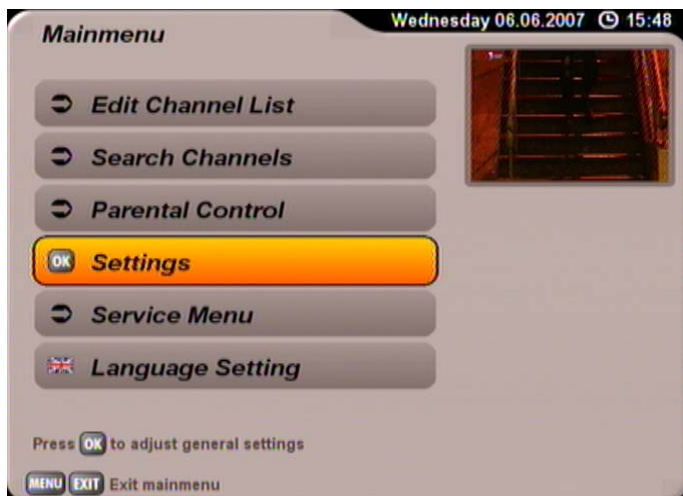 Mainmenu
Wednesday 06.06.2007 15:48
Edit Channel List
Search Channels
Parental Control
OK Settings
Service Menu
Language Setting
Press OK to adjust general settings
MENU EXIT Exit mainmenu